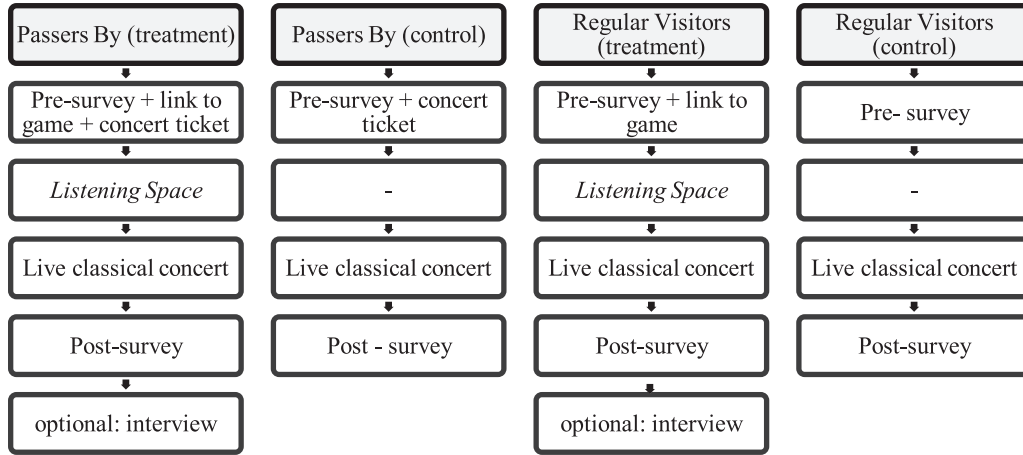 Passers By (treatment)
Pre-survey + link to
game + concert ticket
Listening Space
Live classical concert
Post-survey
optional: interview
Passers By (control)
Pre-survey + concert
ticket
-
Live classical concert
Post - survey
Regular Visitors
(treatment)
Pre-survey + link to
game
Listening Space
Live classical concert
Post-survey
optional: interview
Regular Visitors
(control)
Pre- survey
-
Live classical concert
Post-survey